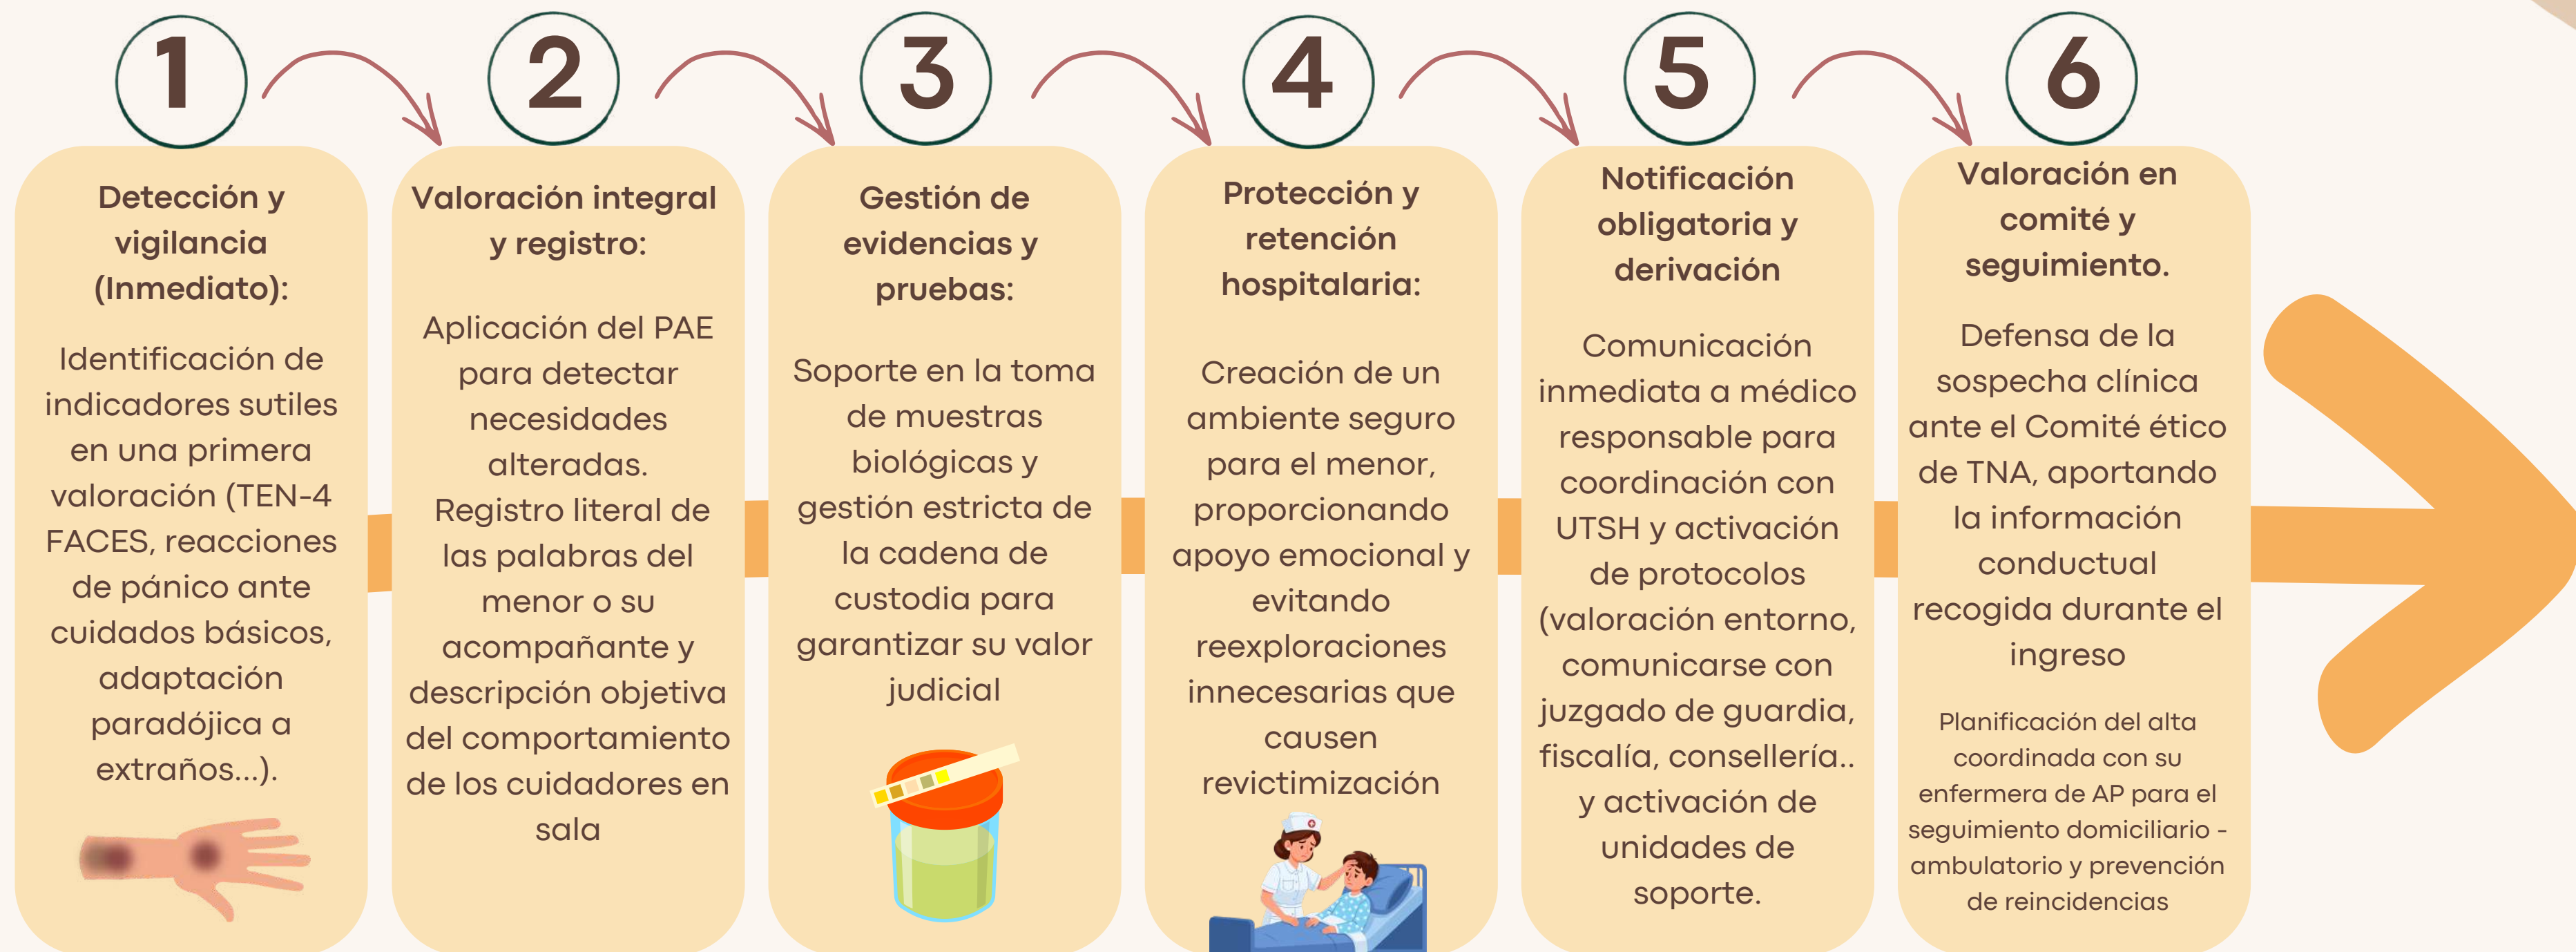 1
Detección y
vigilancia
(Inmediato):
Identificación de
indicadores sutiles
en una primera
valoración (TEN-4
FACES, reacciones
de pánico ante
cuidados básicos,
adaptación
paradójica a
extraños...).
2
Valoración integral
y registro:
Aplicación del PAE
para detectar
necesidades
alteradas.
Registro literal de
las palabras del
menor o su
acompañante y
descripción objetiva
del comportamiento
de los cuidadores en
sala
3
Gestión de
evidencias y
pruebas:
Soporte en la toma
de muestras
biológicas y
gestión estricta de
la cadena de
custodia para
garantizar su valor
judicial
4
Protección y
retención
hospitalaria:
Creación de un
ambiente seguro
para el menor,
proporcionando
apoyo emocional y
evitando
reexploraciones
innecesarias que
causen
revictimización
5
Notificación
obligatoria y
derivación
Comunicación
inmediata a médico
responsable para
coordinación con
UTSH y activación
de protocolos
(valoración entorno,
comunicarse con
juzgado de guardia,
fiscalía, consellería..
y activación de
unidades de
soporte.
6
Valoración en
comité y
seguimiento.
Defensa de la
sospecha clínica
ante el Comité ético
de TNA, aportando
la información
conductual
recogida durante el
ingreso
Planificación del alta
coordinada con su
enfermera de AP para el
seguimiento domiciliario -
ambulatorio y prevención
de reincidencias